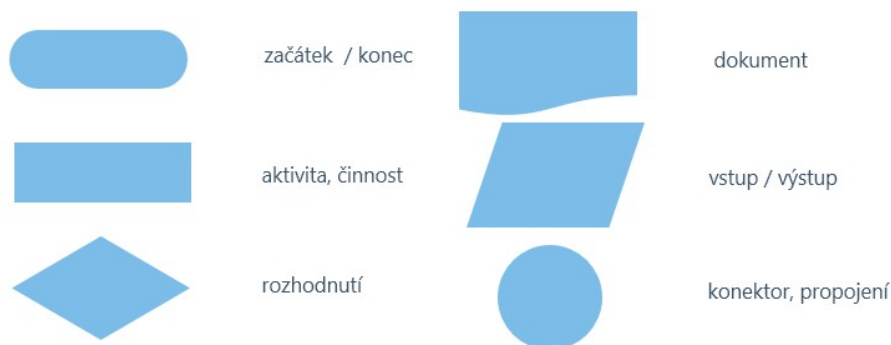 začátek / konec
dokument
aktivita, činnost
vstup / výstup
rozhodnutí
konektor, propojení